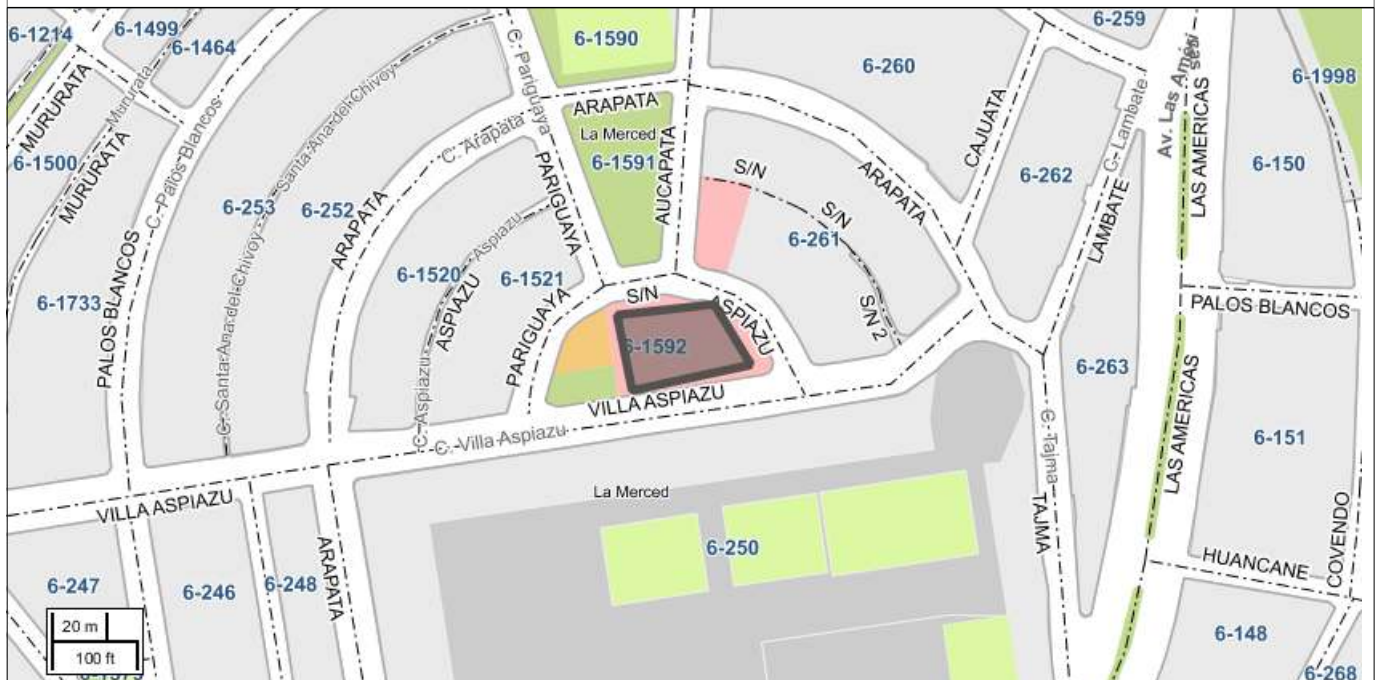 6-1214
6-1499
6-1464
C. Pariguaya
6-1590
6-260
6-259
6-1998
MURURATA
Mururata
C. Palos Blancos
Santa Ana del Chivoy
ARAPATA
C. Arapata
La Merced
CAJUATA
C. Lambate
Av. Las Amé
LAS AMERICAS
6-1500
MURURATA
6-253
6-252
ARAPATA
PARIGUAYA
6-1591
AUCAPATA
S/N
ARAPATA
6-262
6-150
S/N
6-261
LAMBATE
6-1733
PALOS BLANCOS
C. Santa Ana del Chivoy
6-1520
Aspiazu
ASPIAZU
6-1521
PARIGUAYA
S/N
ASPIAZU
S/N 2
PALOS BLANCOS
6-1592
6-263
C. Aspiazu
VILLA ASPIAZU
C. Villa Aspiazu
C. Tajma
LAS AMERICAS
6-151
VILLA ASPIAZU
La Merced
TAJMA
COVENDO
ARAPATA
6-250
HUANCANE
6-247
6-246
6-248
20 m
100 ft
6-148
6-268